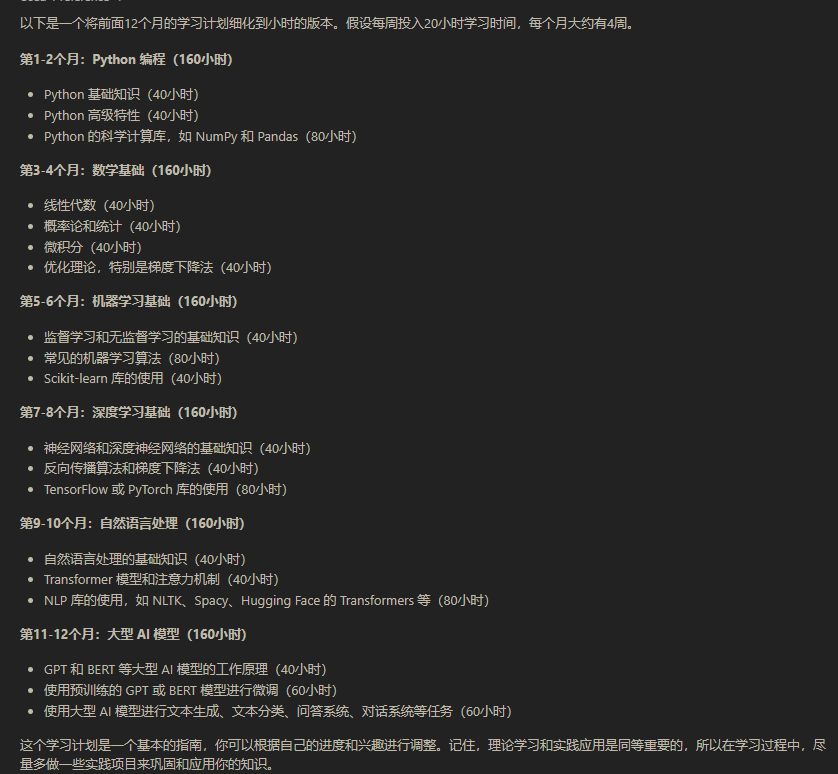 以下是一个将前面12个月的学习计划细化到小时的版本。假设每周投入20小时学习时间，每个月大约有4周。
第1-2个月：Python 编程（160小时）
Python 基础知识（40小时）
Python 高级特性（40小时）
Python 的科学计算库，如 NumPy 和 Pandas（80小时）
第3-4个月：数学基础（160小时）
线性代数（40小时）
概率论和统计（40小时）
微积分（40小时）
优化理论，特别是梯度下降法（40小时）
第5-6个月：机器学习基础（160小时）
监督学习和无监督学习的基础知识（40小时）
常见的机器学习算法（80小时）
Scikit-learn 库的使用（40小时）
第7-8个月：深度学习基础（160小时）
神经网络和深度神经网络的基础知识（40小时）
反向传播算法和梯度下降法（40小时）
TensorFlow 或 PyTorch 库的使用（80小时）
第9-10个月：自然语言处理（160小时）
自然语言处理的基础知识（40小时）
Transformer 模型和注意力机制（40小时）
NLP 库的使用，如 NLTK、Spacy、Hugging Face 的 Transformers 等（80小时）
第11-12个月：大型 AI 模型（160小时）
GPT 和 BERT 等大型 AI 模型的工作原理（40小时）
使用预训练的 GPT 或 BERT 模型进行微调（60小时）
使用大型 AI 模型进行文本生成、文本分类、问答系统、对话系统等任务（60小时）
这个学习计划是一个基本的指南，你可以根据自己的进度和兴趣进行调整。记住，理论学习和实践应用是同等重要的，所以在学习过程中，尽
量多做一些实践项目来巩固和应用你的知识。